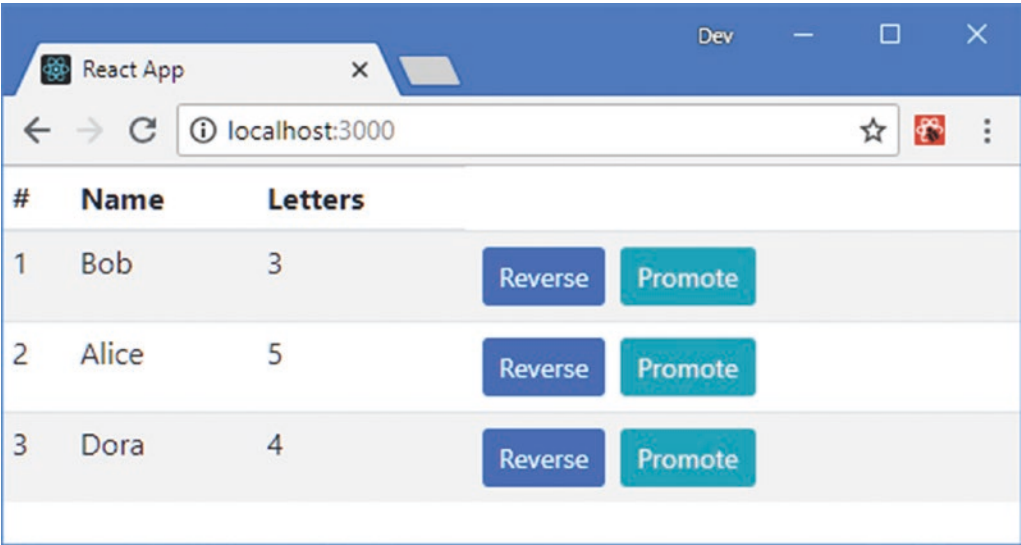 Dev
React App
localhost:3000
# Name Letters
1 Bob 3 Reverse Promote
2 Alice 5 Reverse Promote
3 Dora 4 Reverse Promote